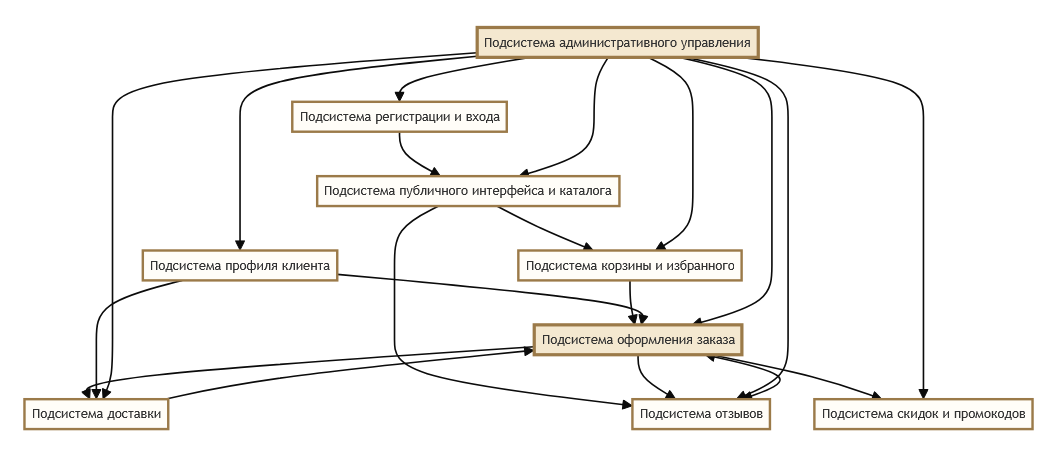 Подсистема административного управления
Подсистема регистрации и входа
Подсистема публичного интерфейса и каталога
Подсистема профиля клиента
Подсистема корзины и избранного
Подсистема оформления заказа
Подсистема доставки
Подсистема отзывов
Подсистема скидок и промокодов